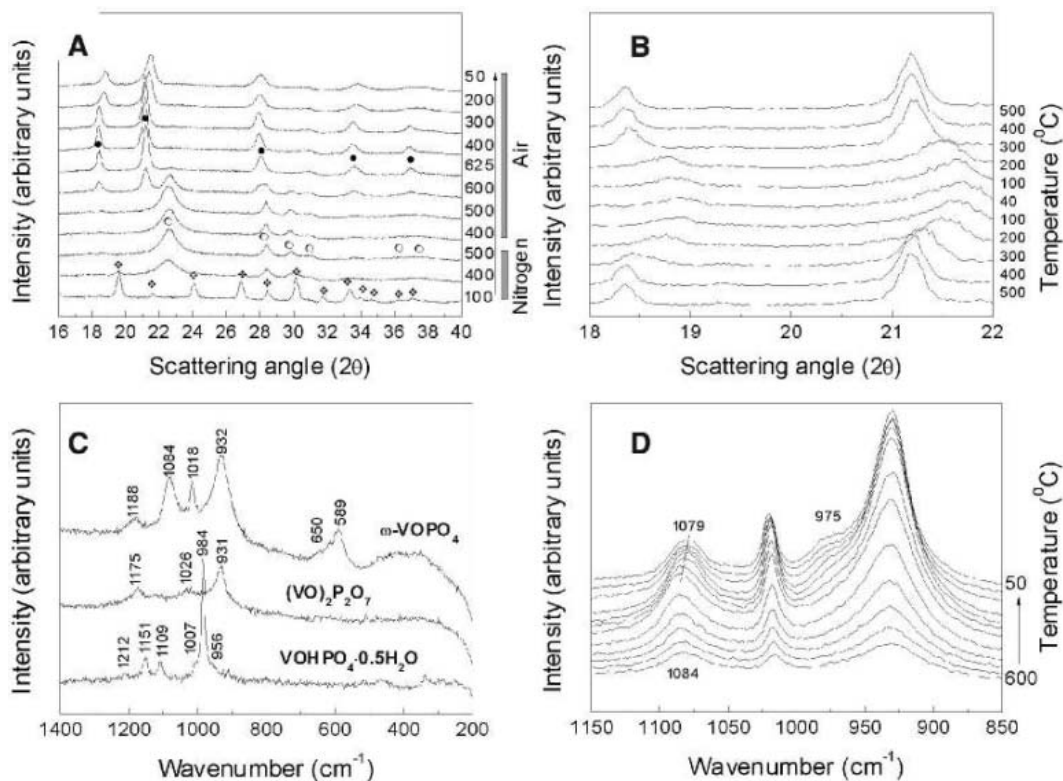 A
Intensity (arbitrary units)
50
200
300
400
625
600
500
400
500
400
100
Air
Nitrogen
16 18 20 22 24 26 28 30 32 34 36 38 40
Scattering angle (2θ)
B
Intensity (arbitrary units)
500
400
300
200
100
40
100
200
300
400
500
Temperature (⁰C)
18 19 20 21 22
Scattering angle (2θ)
C
Intensity (arbitrary units)
1188
1084
1018
932
650
589
ω-VOPO₄
1175
1026
984
931
(VO)₂P₂O₇
1212
1151
1109
1007
956
VOHPO₄·0.5H₂O
1400 1200 1000 800 600 400 200
Wavenumber (cm⁻¹)
D
Intensity (arbitrary units)
1079
975
1084
50
600
Temperature (⁰C)
1150 1100 1050 1000 950 900 850
Wavenumber (cm⁻¹)